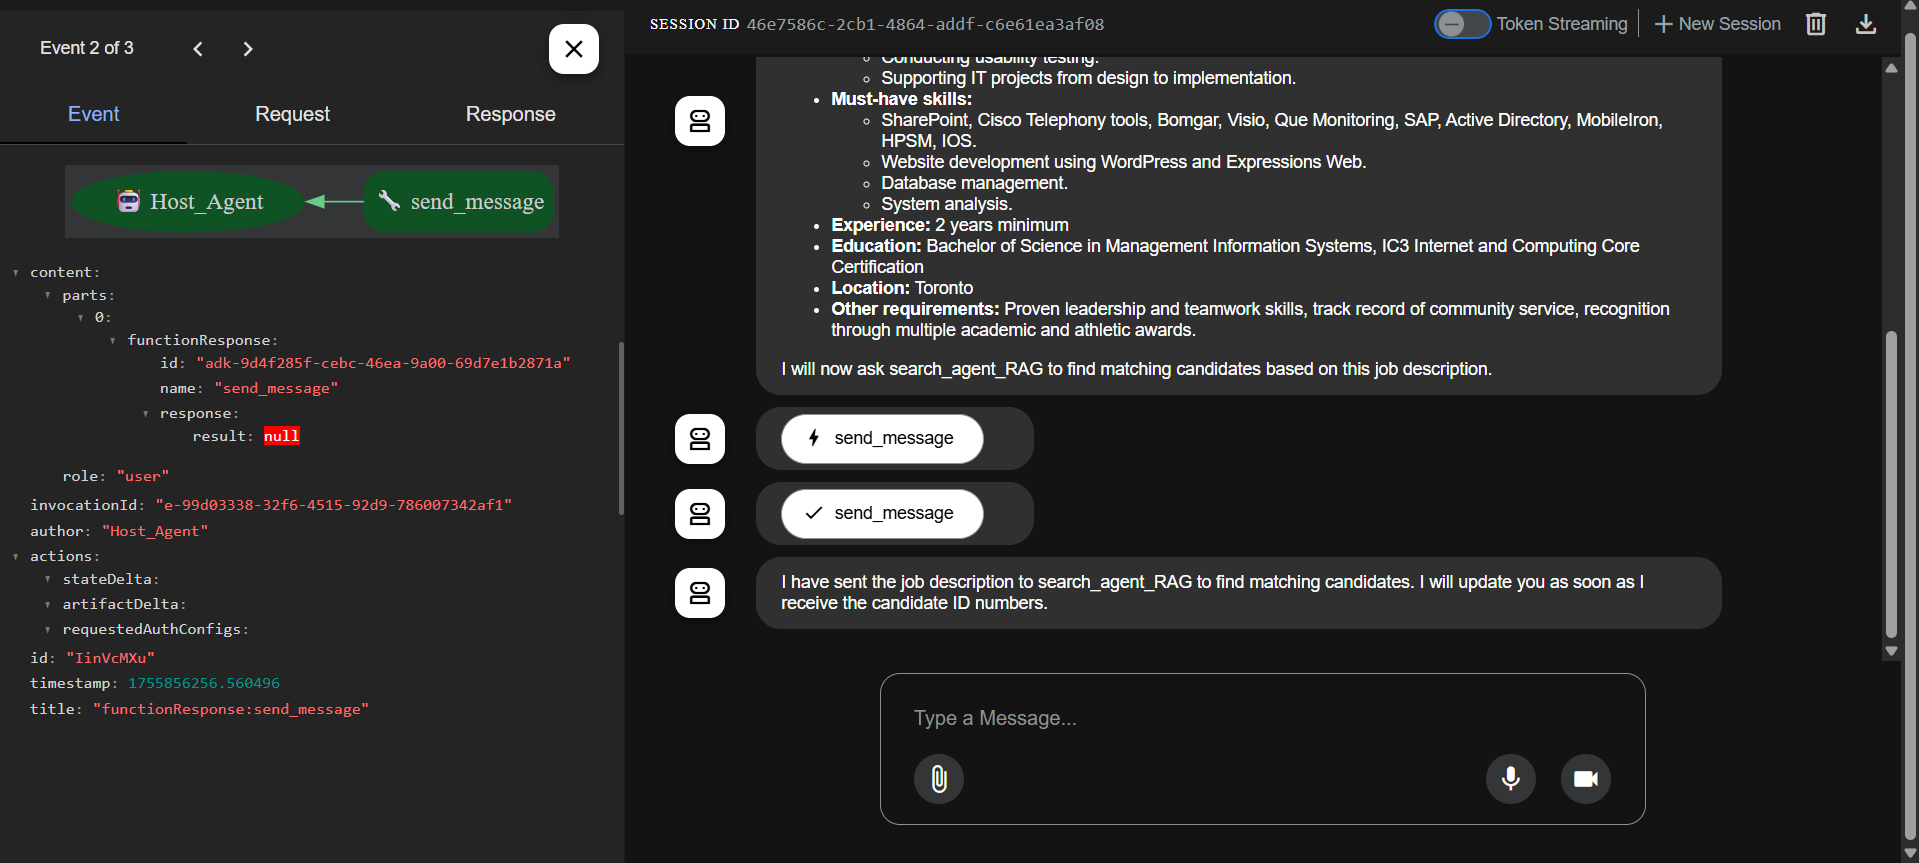 Event 2 of 3
Event
Request
Response
Host_Agent
send_message
content:
parts:
0:
functionResponse:
id: "adk-9d4f285f-cebc-46ea-9a00-69d7e1b2871a"
name: "send_message"
response:
result: null
role: "user"
invocationId: "e-99d03338-32f6-4515-92d9-786007342af1"
author: "Host_Agent"
actions:
stateDelta:
artifactDelta:
requestedAuthConfigs:
id: "IinVcMXu"
timestamp: 1755856256.560496
title: "functionResponse:send_message"
SESSION ID 46e7586c-2cb1-4864-addf-c6e61ea3af08
Token Streaming
New Session
Conducting usability testing.
Supporting IT projects from design to implementation.
Must-have skills:
SharePoint, Cisco Telephony tools, Bomgar, Visio, Que Monitoring, SAP, Active Directory, MobileIron,
HPSM, IOS.
Website development using WordPress and Expressions Web.
Database management.
System analysis.
Experience: 2 years minimum
Education: Bachelor of Science in Management Information Systems, IC3 Internet and Computing Core
Certification
Location: Toronto
Other requirements: Proven leadership and teamwork skills, track record of community service, recognition
through multiple academic and athletic awards.
I will now ask search_agent_RAG to find matching candidates based on this job description.
send_message
send_message
I have sent the job description to search_agent_RAG to find matching candidates. I will update you as soon as I
receive the candidate ID numbers.
Type a Message...